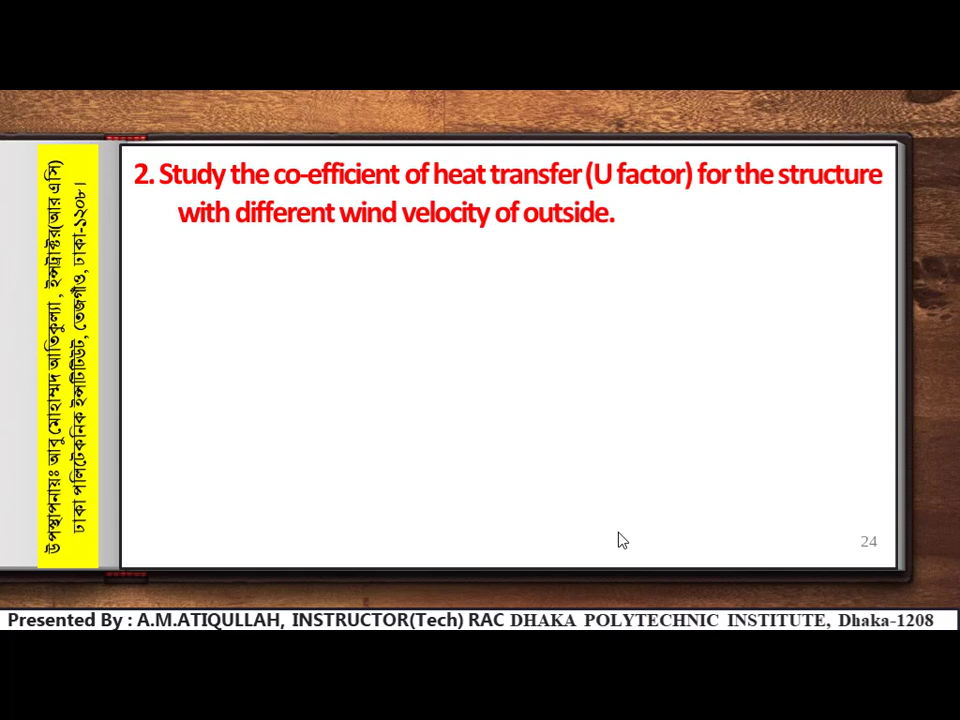 2. Study the co-efficient of heat transfer (U factor) for the structure
with different wind velocity of outside.
উপস্থাপনায়ঃ আবু মোহাম্মদ আতিকুল্যা , ইন্সট্রাক্টর(আর এসি)
ঢাকা পলিটেকনিক ইন্সটিটিউট, তেজগাঁও, ঢাকা-১২০৮।
24
Presented By : A.M.ATIQULLAH, INSTRUCTOR(Tech) RAC DHAKA POLYTECHNIC INSTITUTE, Dhaka-1208